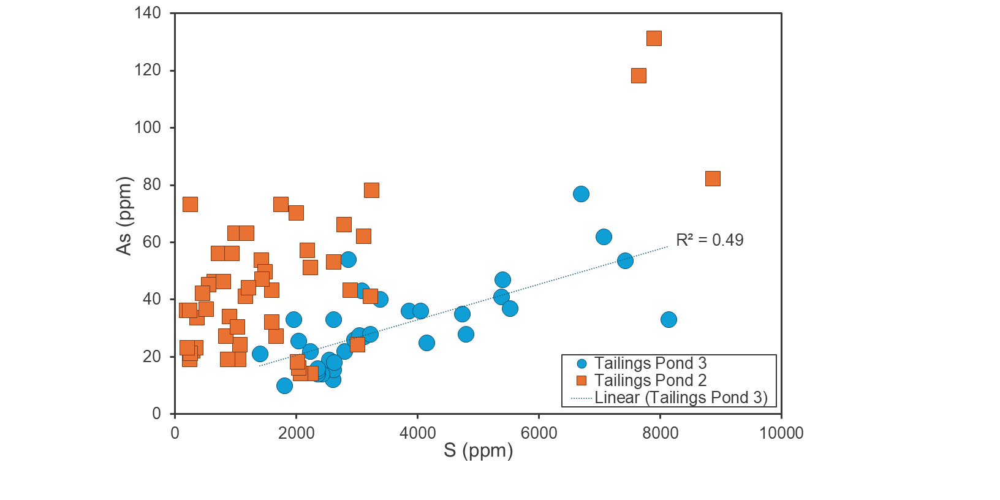 140
120
100
80
60
40
20
0
As (ppm)
R² = 0.49
Tailings Pond 3
Tailings Pond 2
Linear (Tailings Pond 3)
0 2000 4000 6000 8000 10000
S (ppm)